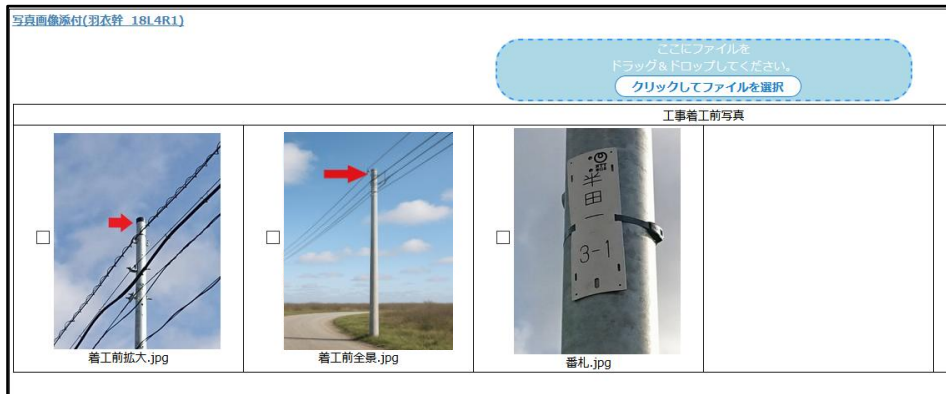 写真画像添付(羽衣幹 18L4R1)
ここにファイルを
ドラッグ&ドロップしてください。
クリックしてファイルを選択
工事着工前写真
半
田
一
3-1
着工前拡大.jpg
着工前全景.jpg
番札.jpg